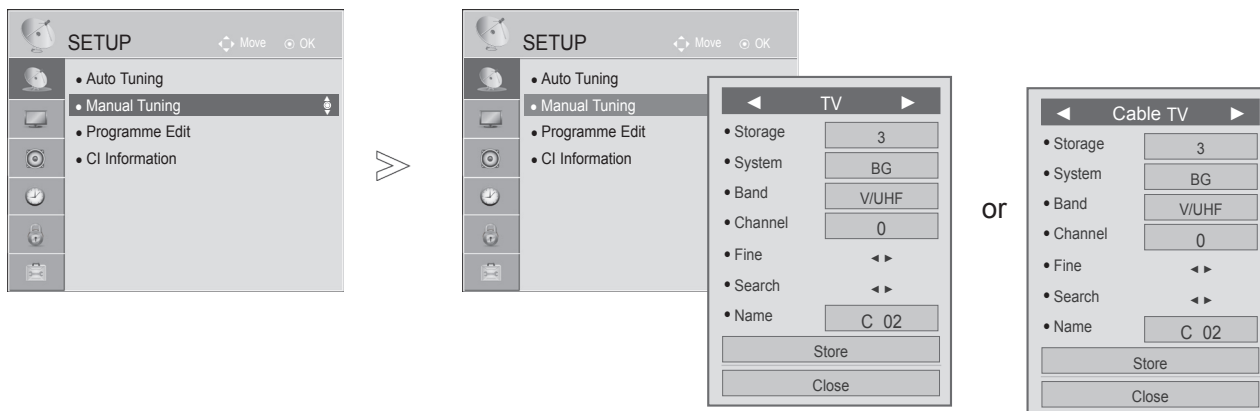 SETUP
Move OK
• Auto Tuning
• Manual Tuning
• Programme Edit
• CI Information
SETUP
Move OK
• Auto Tuning
• Manual Tuning
• Programme Edit
• CI Information
◄ TV ►
• Storage 3
• System BG
• Band V/UHF
• Channel 0
• Fine ◄ ►
• Search ◄ ►
• Name C 02
Store
Close
or
◄ Cable TV ►
• Storage 3
• System BG
• Band V/UHF
• Channel 0
• Fine ◄ ►
• Search ◄ ►
• Name C 02
Store
Close